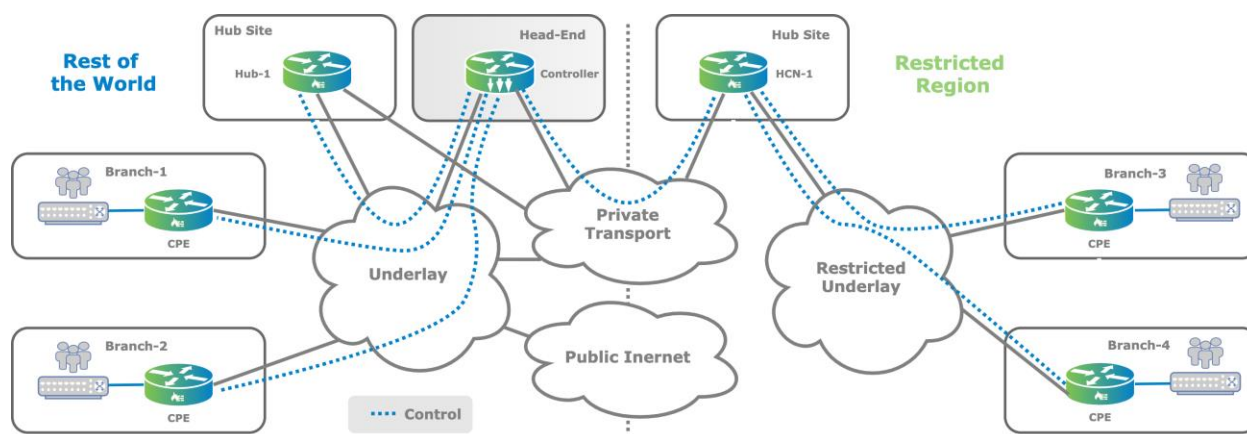 Rest of
the World
Hub Site
Hub-1
Head-End
Controller
Hub Site
HCN-1
Restricted
Region
Branch-1
CPE
Branch-2
CPE
Underlay
Private
Transport
Public Inernet
Restricted
Underlay
Branch-3
CPE
Branch-4
CPE
Control